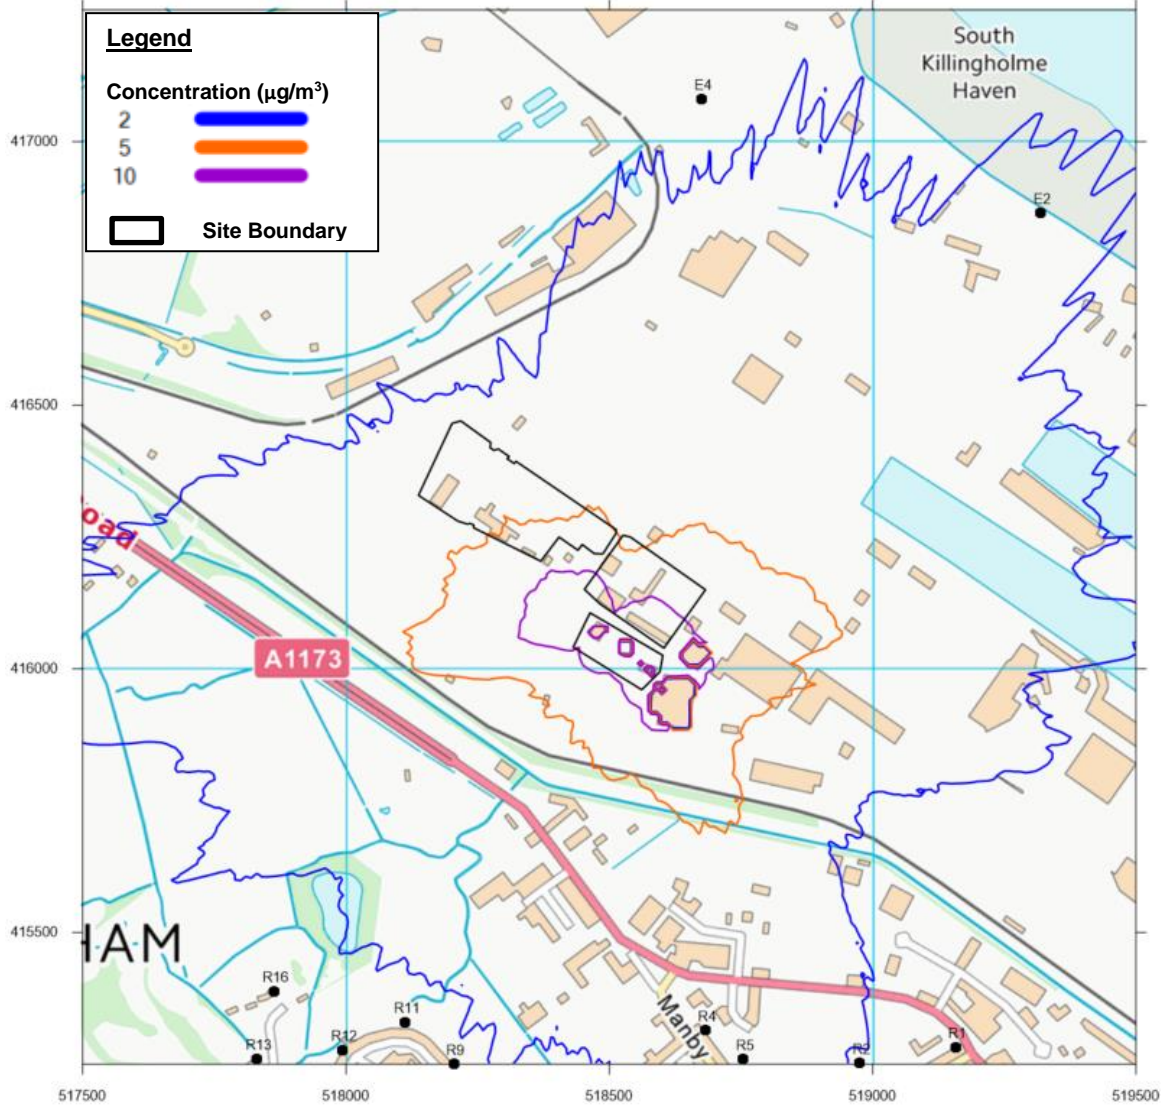 Legend
Concentration (μg/m³)
2
5
10
Site Boundary
South
Killingholme
Haven
E4
E2
417000
416500
416000
415500
oad
A1173
HAM
Manby
R16
R11
R12
R13
R9
R4
R5
R2
R1
517500
518000
518500
519000
519500